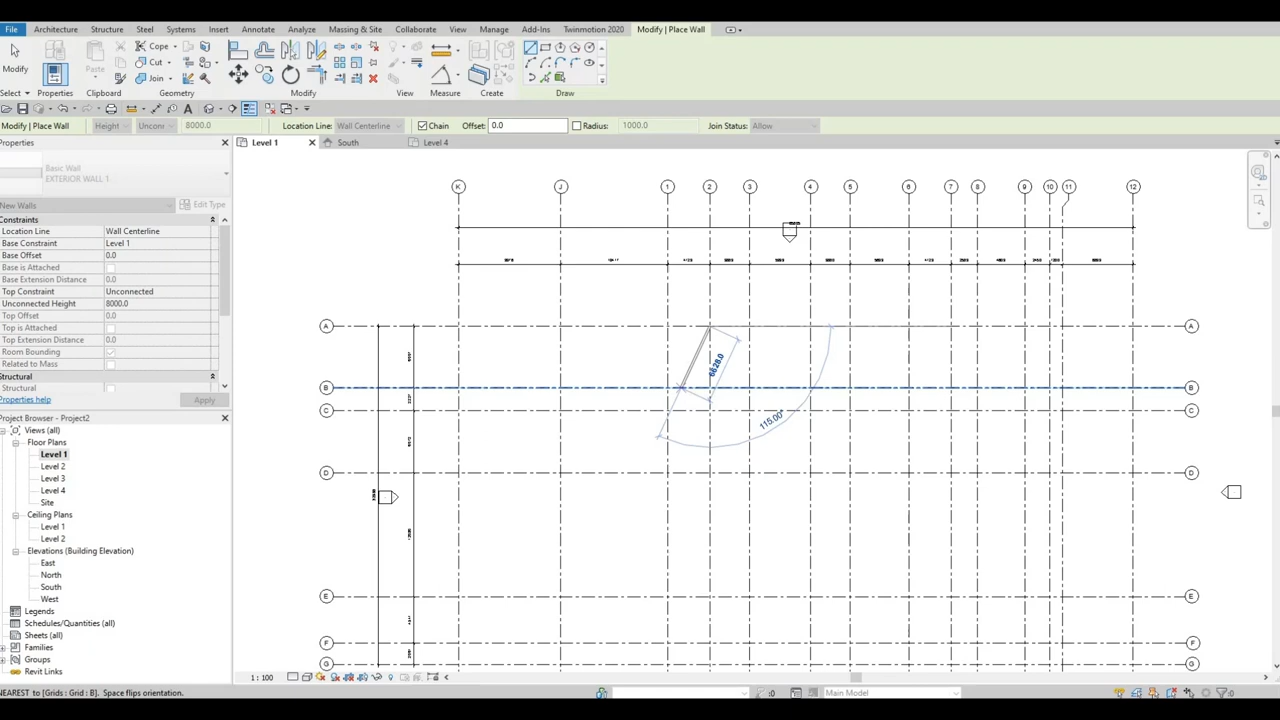 File Architecture Structure Steel Systems Insert Annotate Analyze Massing & Site Collaborate View Manage Add-Ins Twinmotion 2020 Modify | Place Wall
Cope
Modify Paste Cut
Join
Select Properties Clipboard Geometry Modify View Measure Create Draw
Modify | Place Wall Height Unconr 8000.0 Location Line: Wall Centerline Chain Offset: 0.0 Radius: 1000.0 Join Status: Allow
Properties
Level 1 South Level 4
Basic Wall
EXTERIOR WALL 1
New Walls Edit Type
Constraints
Location Line Wall Centerline
Base Constraint Level 1
Base Offset 0.0
Base is Attached
Base Extension Distance 0.0
Top Constraint Unconnected
Unconnected Height 8000.0
Top Offset 0.0
Top is Attached
Top Extension Distance 0.0
Room Bounding
Related to Mass
Structural
Structural
Properties help Apply
Project Browser - Project2
Views (all)
Floor Plans
Level 1
Level 2
Level 3
Level 4
Site
Ceiling Plans
Level 1
Level 2
Elevations (Building Elevation)
East
North
South
West
Legends
Schedules/Quantities (all)
Sheets (all)
Families
Groups
Revit Links
K J 1 2 3 4 5 6 7 8 9 10 11 12
A A
6628.0
B B
115.00°
C C
D D
E E
F F
G G
1 : 100
NEAREST to [Grids : Grid : B]. Space flips orientation. :0 Main Model :0